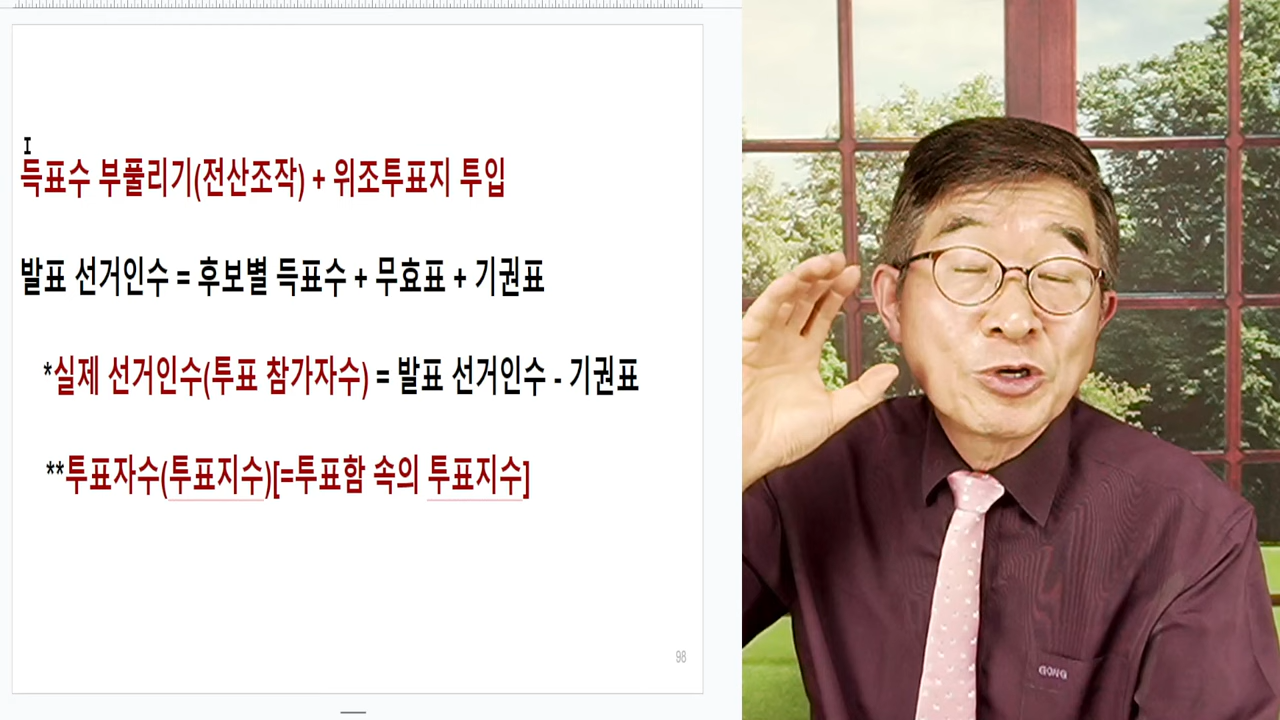 득표수 부풀리기(전산조작) + 위조투표지 투입
발표 선거인수 = 후보별 득표수 + 무효표 + 기권표
*실제 선거인수(투표 참가자수) = 발표 선거인수 - 기권표
**투표자수(투표지수)[=투표함 속의 투표지수]
98
GONG